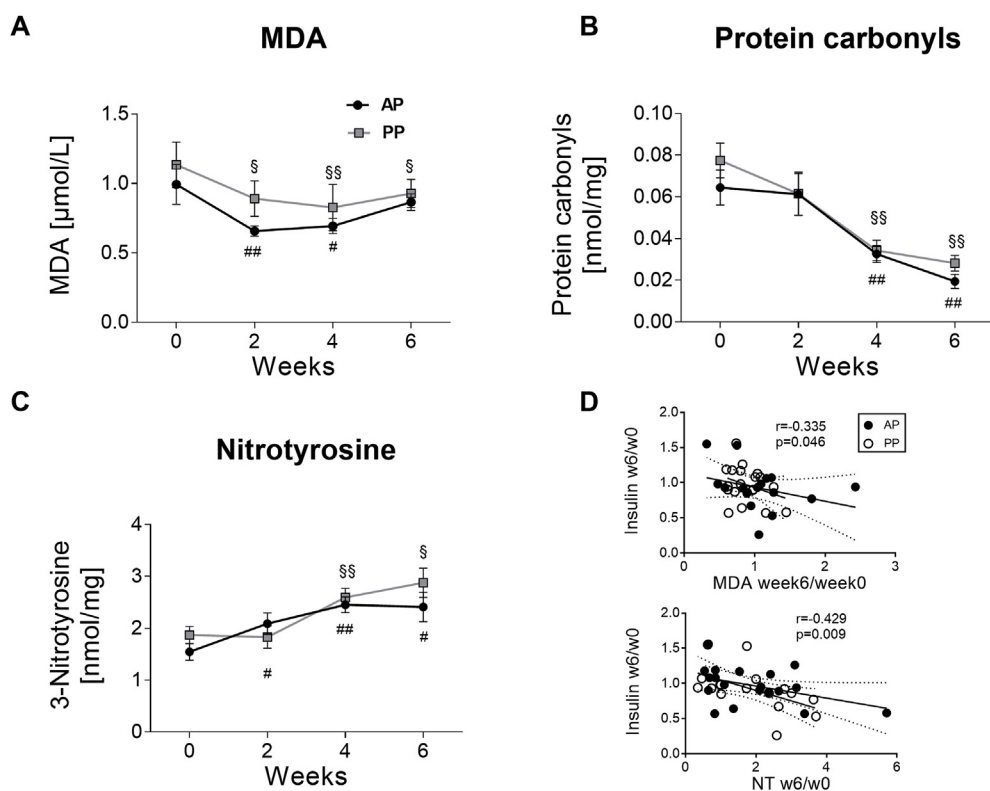 A
MDA
MDA [µmol/L]
1.5
1.0
0.5
0.0
AP
PP
§
§§
§
##
#
0 2 4 6
Weeks
B
Protein carbonyls
Protein carbonyls
[nmol/mg]
0.10
0.08
0.06
0.04
0.02
0.00
§§
§§
##
##
0 2 4 6
Weeks
C
Nitrotyrosine
3-Nitrotyrosine
[nmol/mg]
4
3
2
1
0
§§
§
#
##
#
0 2 4 6
Weeks
D
Insulin w6/w0
2.0
1.5
1.0
0.5
0.0
r=-0.335
p=0.046
AP
PP
0 1 2 3
MDA week6/week0
Insulin w6/w0
2.0
1.5
1.0
0.5
0.0
r=-0.429
p=0.009
0 2 4 6
NT w6/w0